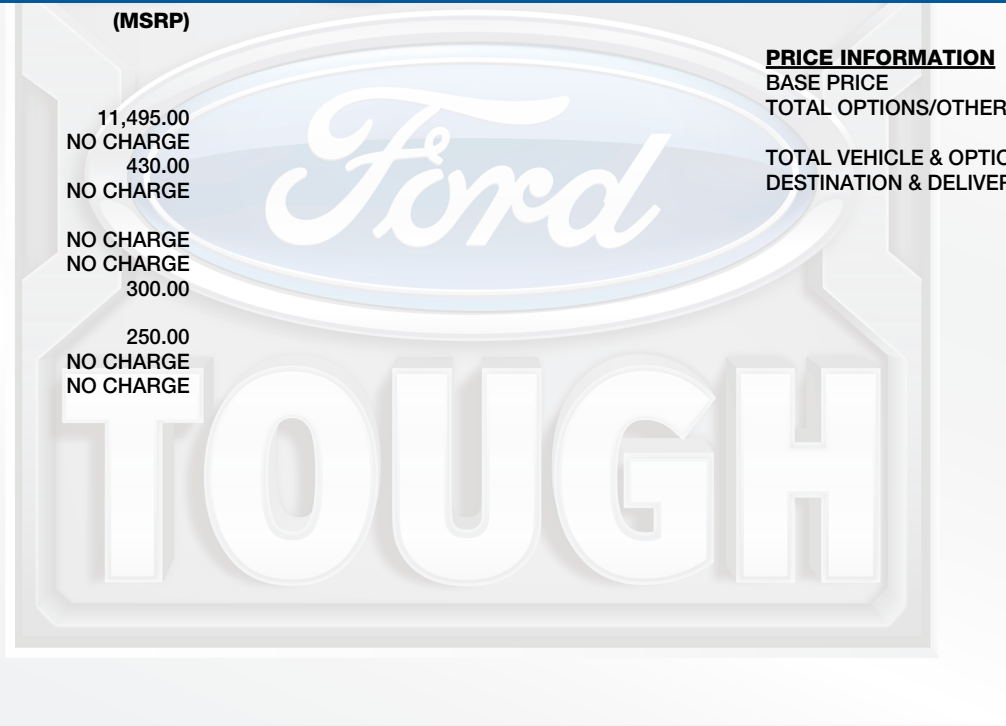 (MSRP)
11,495.00
NO CHARGE
430.00
NO CHARGE
NO CHARGE
NO CHARGE
300.00
250.00
NO CHARGE
NO CHARGE
PRICE INFORMATION
BASE PRICE
TOTAL OPTIONS/OTHER
TOTAL VEHICLE & OPTIO
DESTINATION & DELIVER
Ford
TOUGH